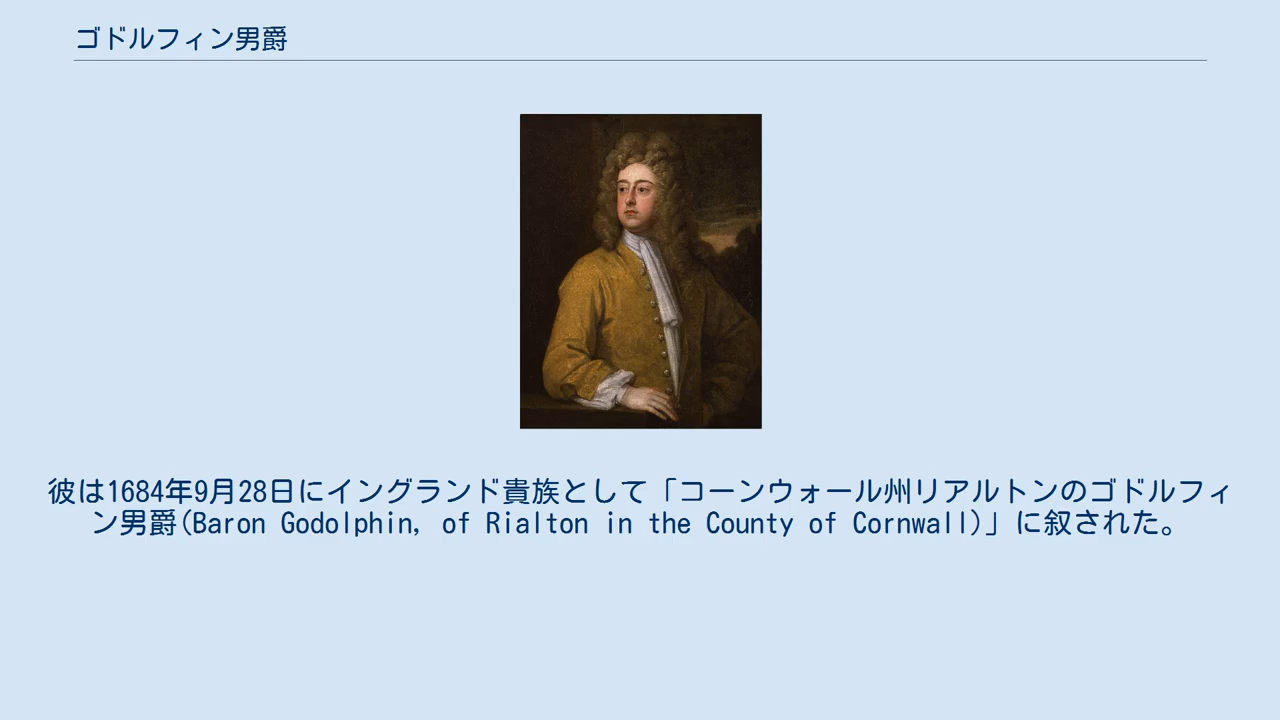 ゴドルフィン男爵
彼は1684年9月28日にイングランド貴族として「コーンウォール州リアルトンのゴドルフィ
ン男爵(Baron Godolphin, of Rialton in the County of Cornwall)」に叙された。